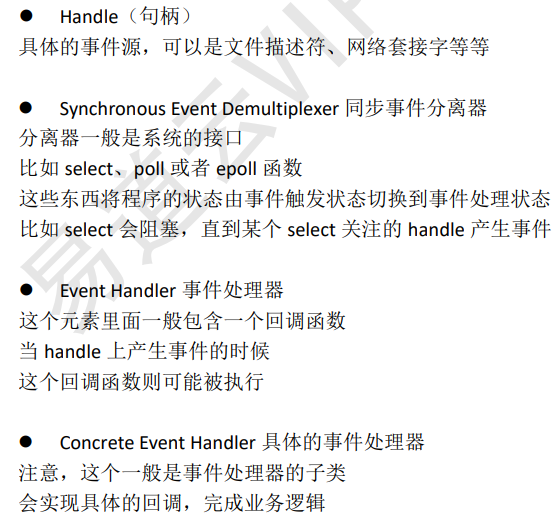 ● Handle（句柄）
具体的事件源，可以是文件描述符、网络套接字等等
● Synchronous Event Demultiplexer 同步事件分离器
分离器一般是系统的接口
比如 select、poll 或者 epoll 函数
这些东西将程序的状态由事件触发状态切换到事件处理状态
比如 select 会阻塞，直到某个 select 关注的 handle 产生事件
● Event Handler 事件处理器
这个元素里面一般包含一个回调函数
当 handle 上产生事件的时候
这个回调函数则可能被执行
● Concrete Event Handler 具体的事件处理器
注意，这个一般是事件处理器的子类
会实现具体的回调，完成业务逻辑
易道云VIP